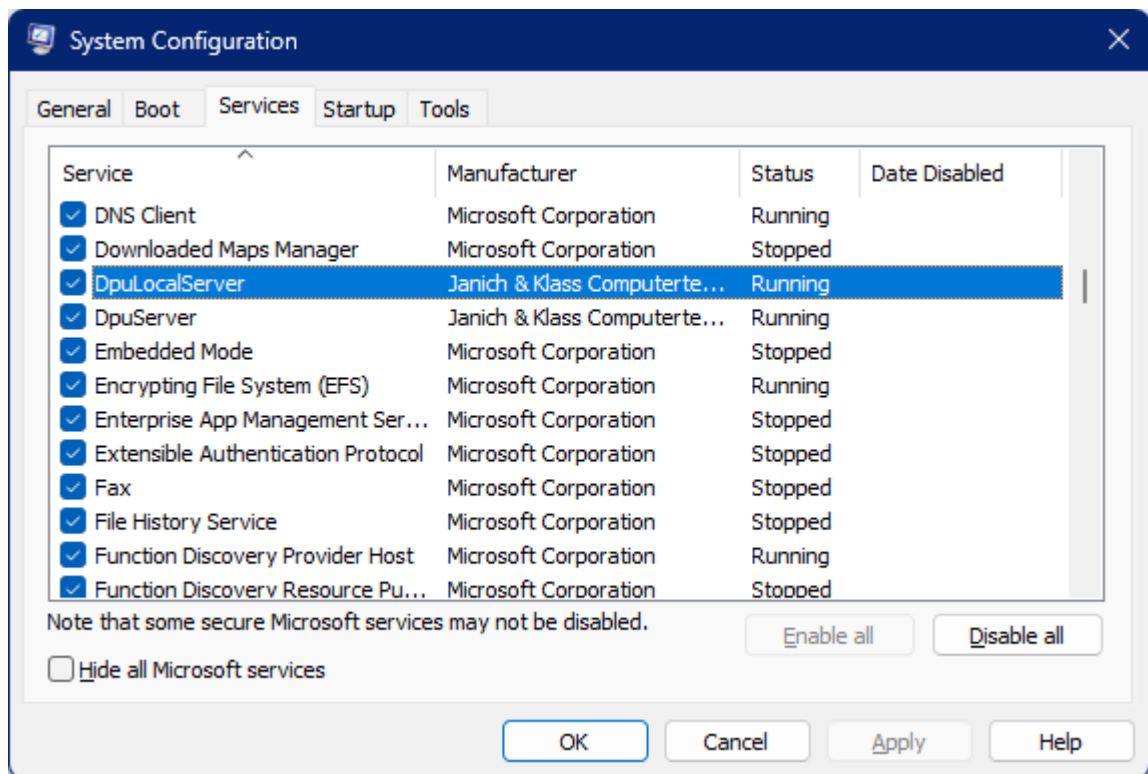 System Configuration
General Boot Services Startup Tools
Service Manufacturer Status Date Disabled
DNS Client Microsoft Corporation Running
Downloaded Maps Manager Microsoft Corporation Stopped
DpuLocalServer Janich & Klass Computerte... Running
DpuServer Janich & Klass Computerte... Running
Embedded Mode Microsoft Corporation Stopped
Encrypting File System (EFS) Microsoft Corporation Running
Enterprise App Management Ser... Microsoft Corporation Stopped
Extensible Authentication Protocol Microsoft Corporation Stopped
Fax Microsoft Corporation Stopped
File History Service Microsoft Corporation Stopped
Function Discovery Provider Host Microsoft Corporation Running
Function Discovery Resource Pu... Microsoft Corporation Stopped
Note that some secure Microsoft services may not be disabled.
Enable all Disable all
Hide all Microsoft services
OK Cancel Apply Help